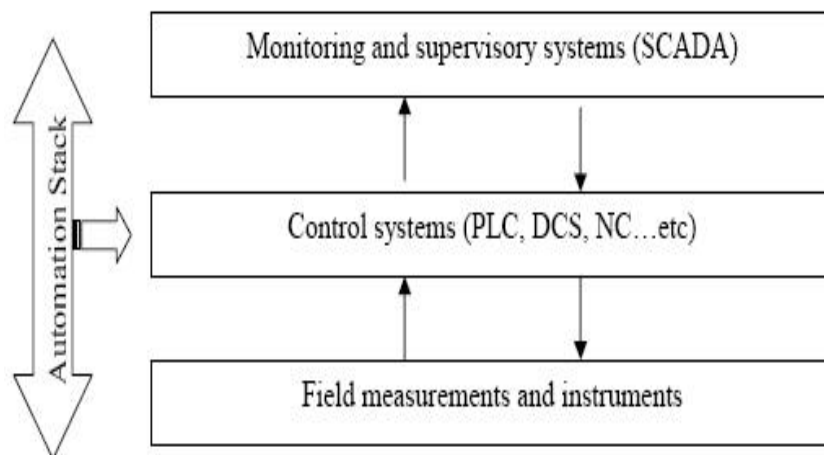 Monitoring and supervisory systems (SCADA)
Automation Stack
Control systems (PLC, DCS, NC…etc)
Field measurements and instruments